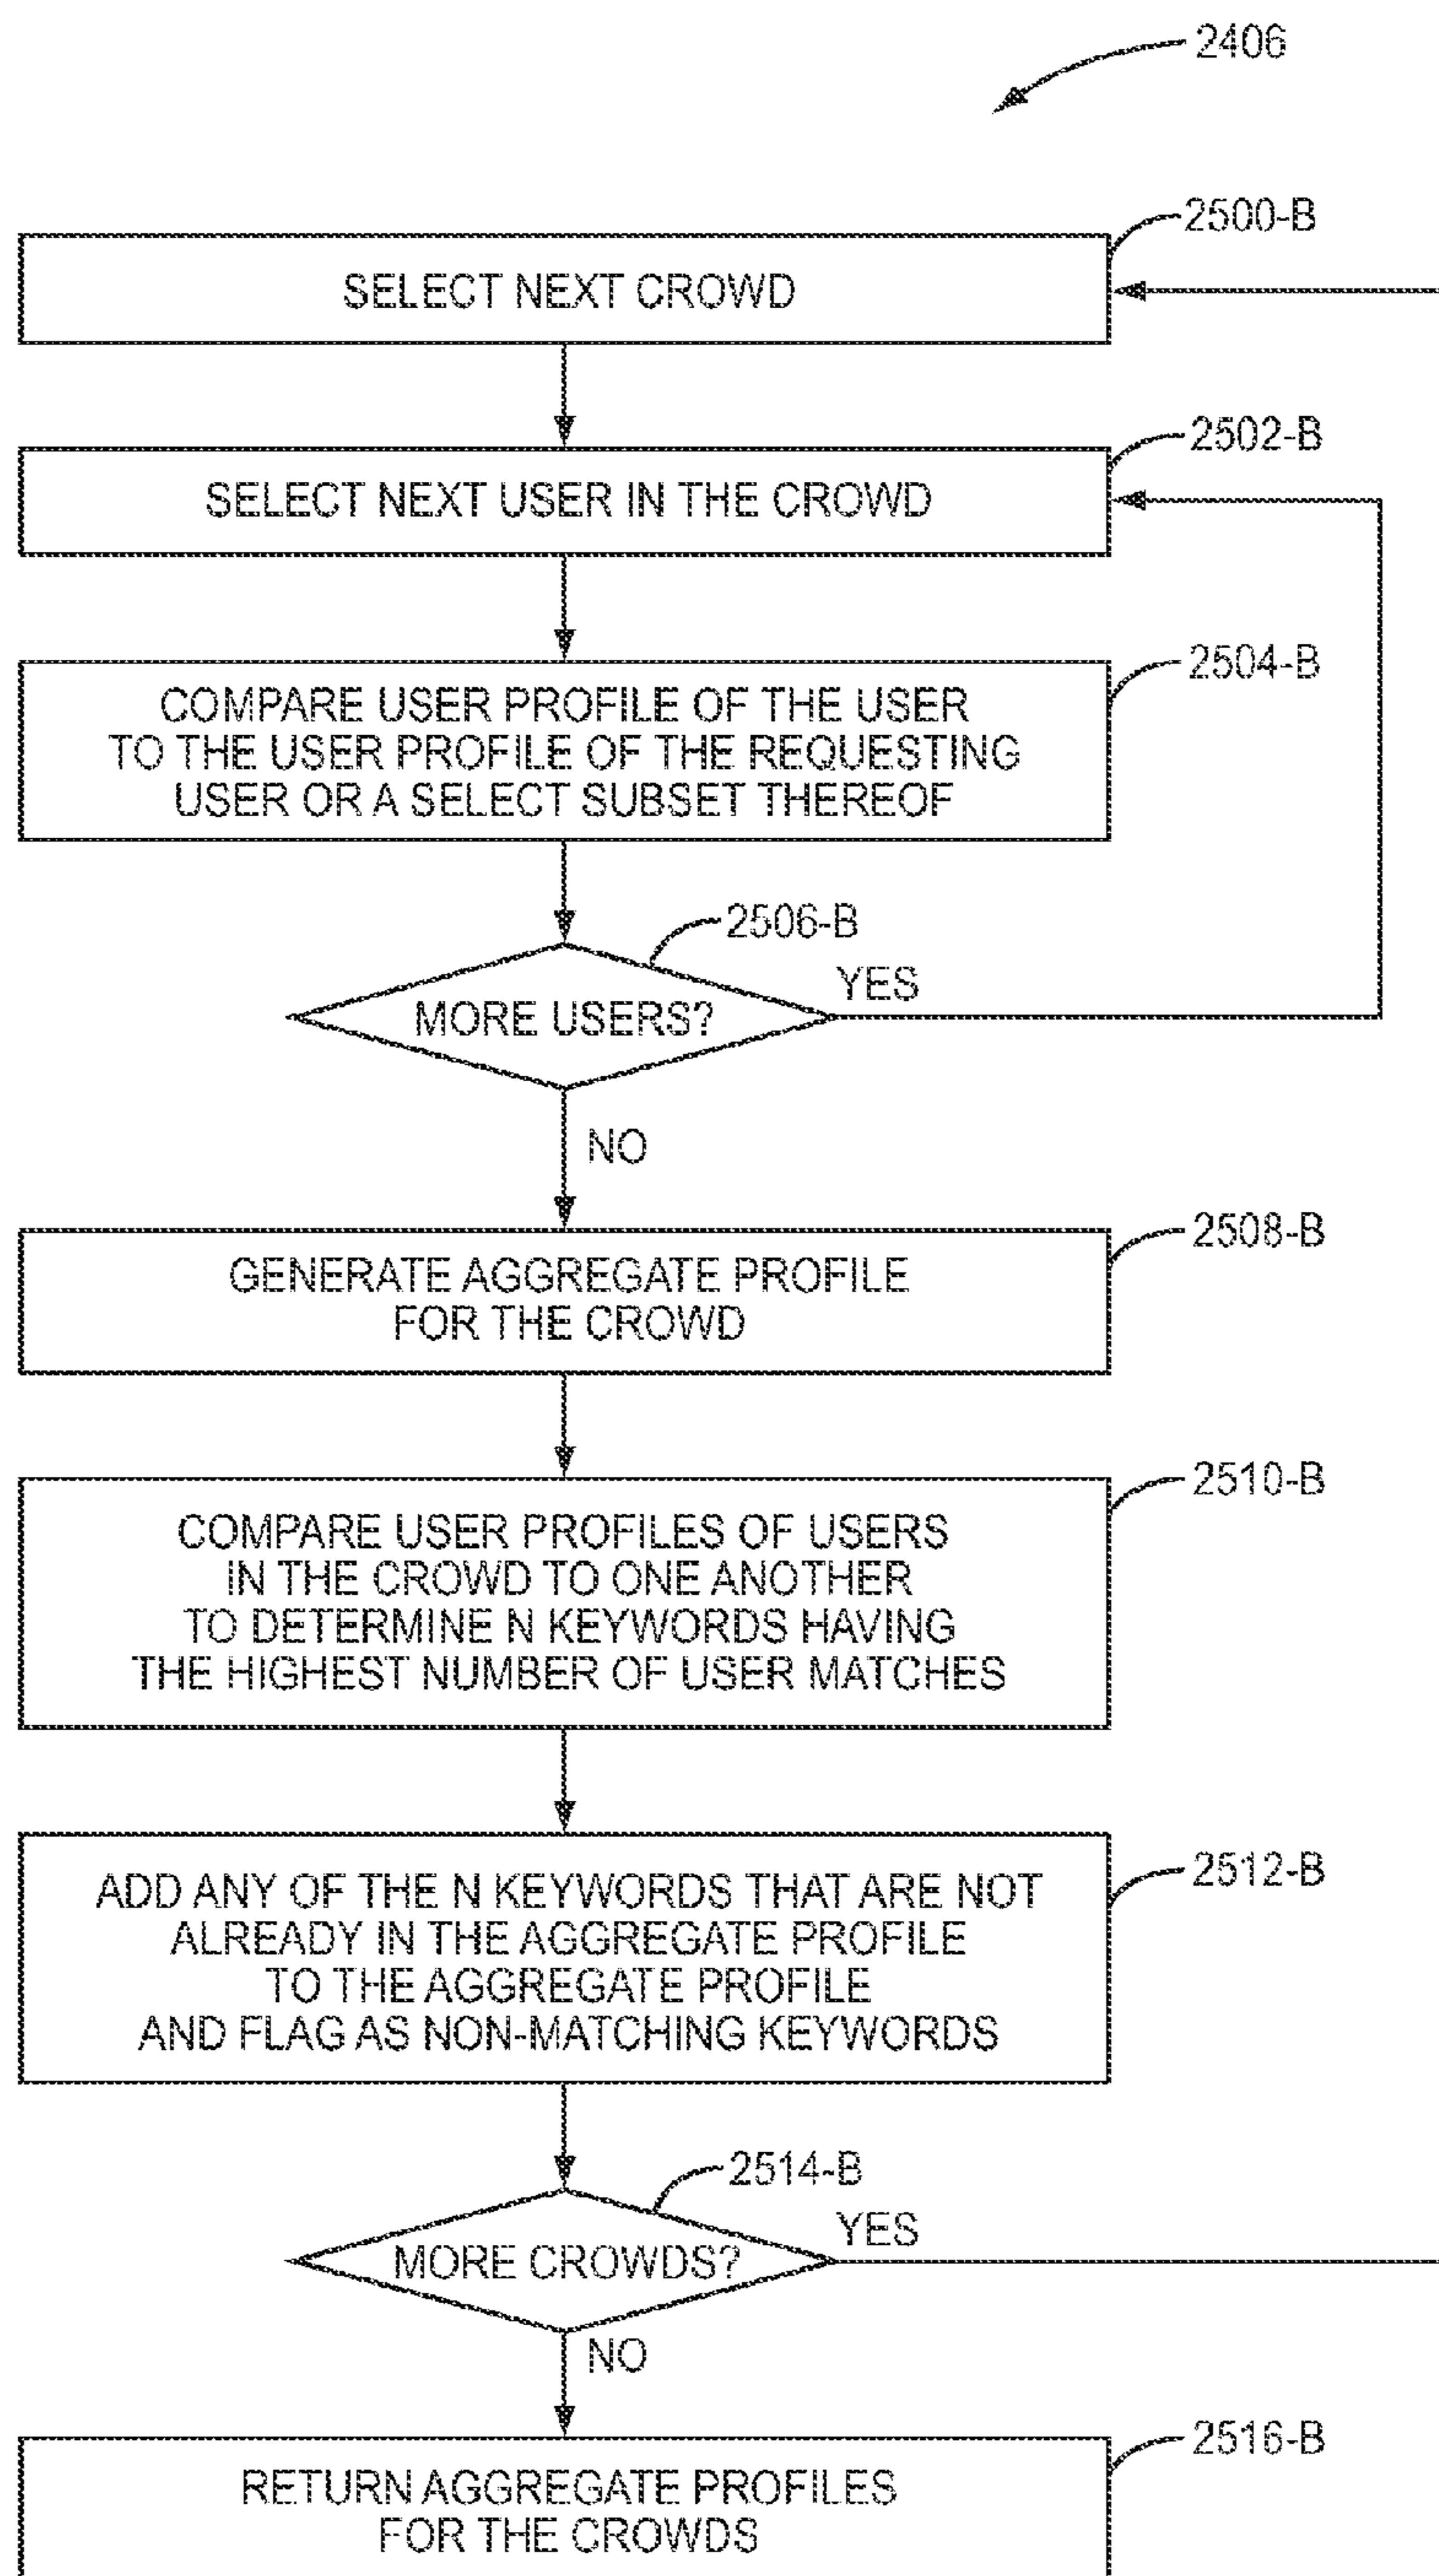 2406
2500-B
SELECT NEXT CROWD
2502-B
SELECT NEXT USER IN THE CROWD
2504-B
COMPARE USER PROFILE OF THE USER
TO THE USER PROFILE OF THE REQUESTING
USER OR A SELECT SUBSET THEREOF
2506-B
YES
MORE USERS?
NO
2508-B
GENERATE AGGREGATE PROFILE
FOR THE CROWD
2510-B
COMPARE USER PROFILES OF USERS
IN THE CROWD TO ONE ANOTHER
TO DETERMINE N KEYWORDS HAVING
THE HIGHEST NUMBER OF USER MATCHES
2512-B
ADD ANY OF THE N KEYWORDS THAT ARE NOT
ALREADY IN THE AGGREGATE PROFILE
TO THE AGGREGATE PROFILE
AND FLAG AS NON-MATCHING KEYWORDS
2514-B
YES
MORE CROWDS?
NO
2516-B
RETURN AGGREGATE PROFILES
FOR THE CROWDS